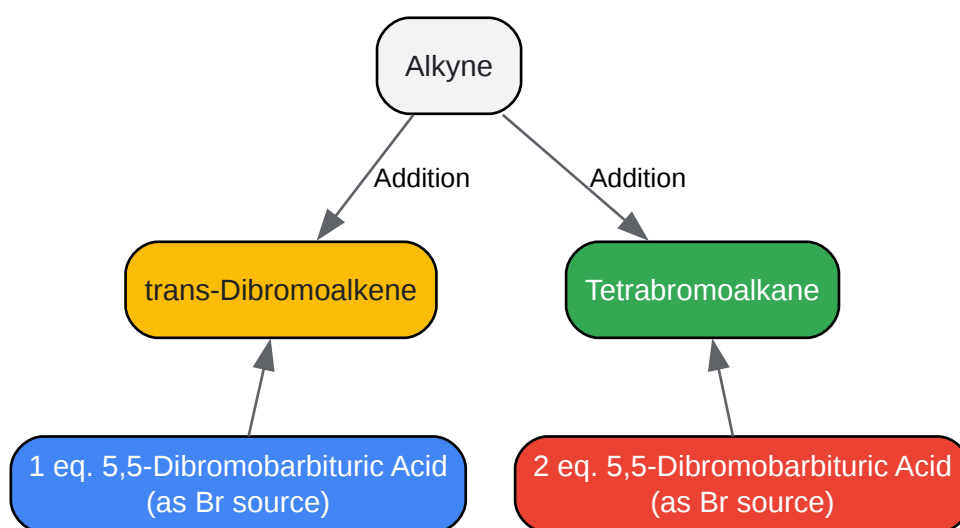 Alkyne
Addition
Addition
trans-Dibromoalkene
Tetrabromoalkane
1 eq. 5,5-Dibromobarbituric Acid
(as Br source)
2 eq. 5,5-Dibromobarbituric Acid
(as Br source)